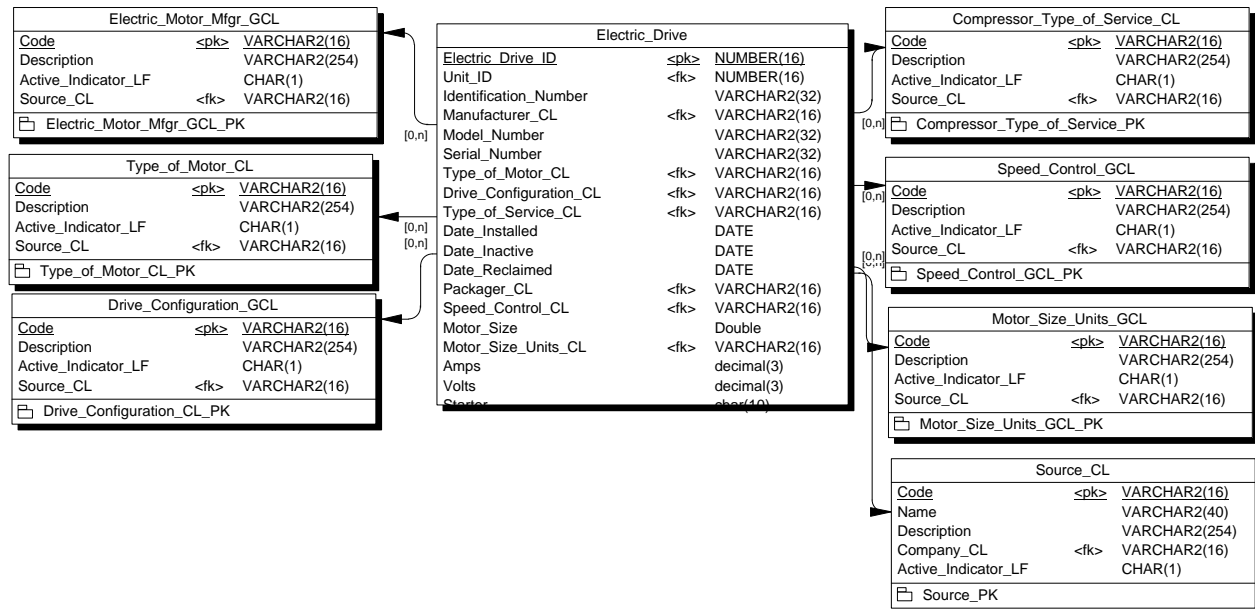 Electric_Motor_Mfgr_GCL
Code <pk> VARCHAR2(16)
Description VARCHAR2(254)
Active_Indicator_LF CHAR(1)
Source_CL <fk> VARCHAR2(16)
Electric_Motor_Mfgr_GCL_PK
Type_of_Motor_CL
Code <pk> VARCHAR2(16)
Description VARCHAR2(254)
Active_Indicator_LF CHAR(1)
Source_CL <fk> VARCHAR2(16)
Type_of_Motor_CL_PK
Drive_Configuration_GCL
Code <pk> VARCHAR2(16)
Description VARCHAR2(254)
Active_Indicator_LF CHAR(1)
Source_CL <fk> VARCHAR2(16)
Drive_Configuration_CL_PK
[0,n]
[0,n]
[0,n]
Electric_Drive
Electric_Drive_ID <pk> NUMBER(16)
Unit_ID <fk> NUMBER(16)
Identification_Number VARCHAR2(32)
Manufacturer_CL <fk> VARCHAR2(16)
Model_Number VARCHAR2(32)
Serial_Number VARCHAR2(32)
Type_of_Motor_CL <fk> VARCHAR2(16)
Drive_Configuration_CL <fk> VARCHAR2(16)
Type_of_Service_CL <fk> VARCHAR2(16)
Date_Installed DATE
Date_Inactive DATE
Date_Reclaimed DATE
Packager_CL <fk> VARCHAR2(16)
Speed_Control_CL <fk> VARCHAR2(16)
Motor_Size Double
Motor_Size_Units_CL <fk> VARCHAR2(16)
Amps decimal(3)
Volts decimal(3)
Starter char(10)
[0,n]
[0,n]
[0,n]
Compressor_Type_of_Service_CL
Code <pk> VARCHAR2(16)
Description VARCHAR2(254)
Active_Indicator_LF CHAR(1)
Source_CL <fk> VARCHAR2(16)
Compressor_Type_of_Service_PK
Speed_Control_GCL
Code <pk> VARCHAR2(16)
Description VARCHAR2(254)
Active_Indicator_LF CHAR(1)
Source_CL <fk> VARCHAR2(16)
Speed_Control_GCL_PK
Motor_Size_Units_GCL
Code <pk> VARCHAR2(16)
Description VARCHAR2(254)
Active_Indicator_LF CHAR(1)
Source_CL <fk> VARCHAR2(16)
Motor_Size_Units_GCL_PK
Source_CL
Code <pk> VARCHAR2(16)
Name VARCHAR2(40)
Description VARCHAR2(254)
Company_CL <fk> VARCHAR2(16)
Active_Indicator_LF CHAR(1)
Source_PK